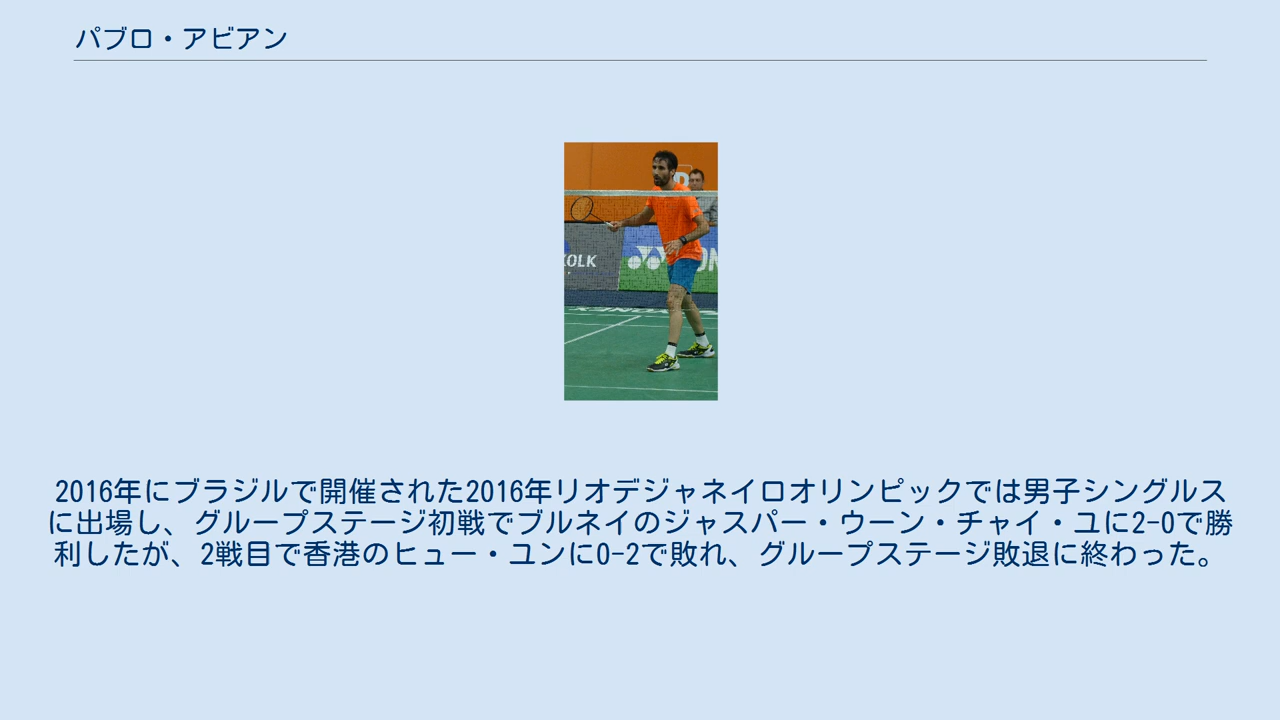 パブロ・アビアン
KOLK
YONEX
2016年にブラジルで開催された2016年リオデジャネイロオリンピックでは男子シングルス
に出場し、グループステージ初戦でブルネイのジャスパー・ウーン・チャイ・ユに2-0で勝
利したが、2戦目で香港のヒュー・ユンに0-2で敗れ、グループステージ敗退に終わった。